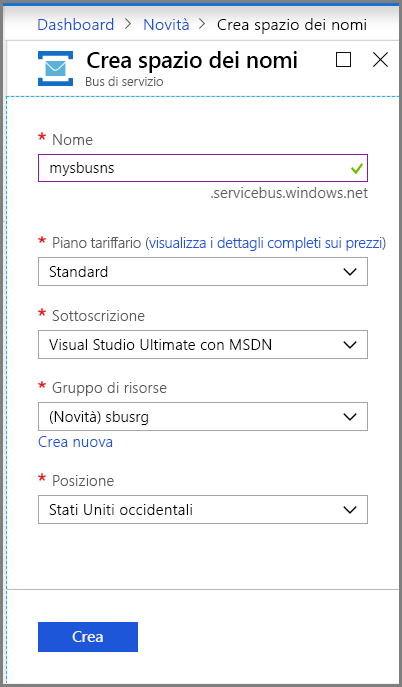 Dashboard > Novità > Crea spazio dei nomi
Crea spazio dei nomi
Bus di servizio
* Nome
mysbusns
.servicebus.windows.net
* Piano tariffario (visualizza i dettagli completi sui prezzi)
Standard
* Sottoscrizione
Visual Studio Ultimate con MSDN
* Gruppo di risorse
(Novità) sbusrg
Crea nuova
* Posizione
Stati Uniti occidentali
Crea